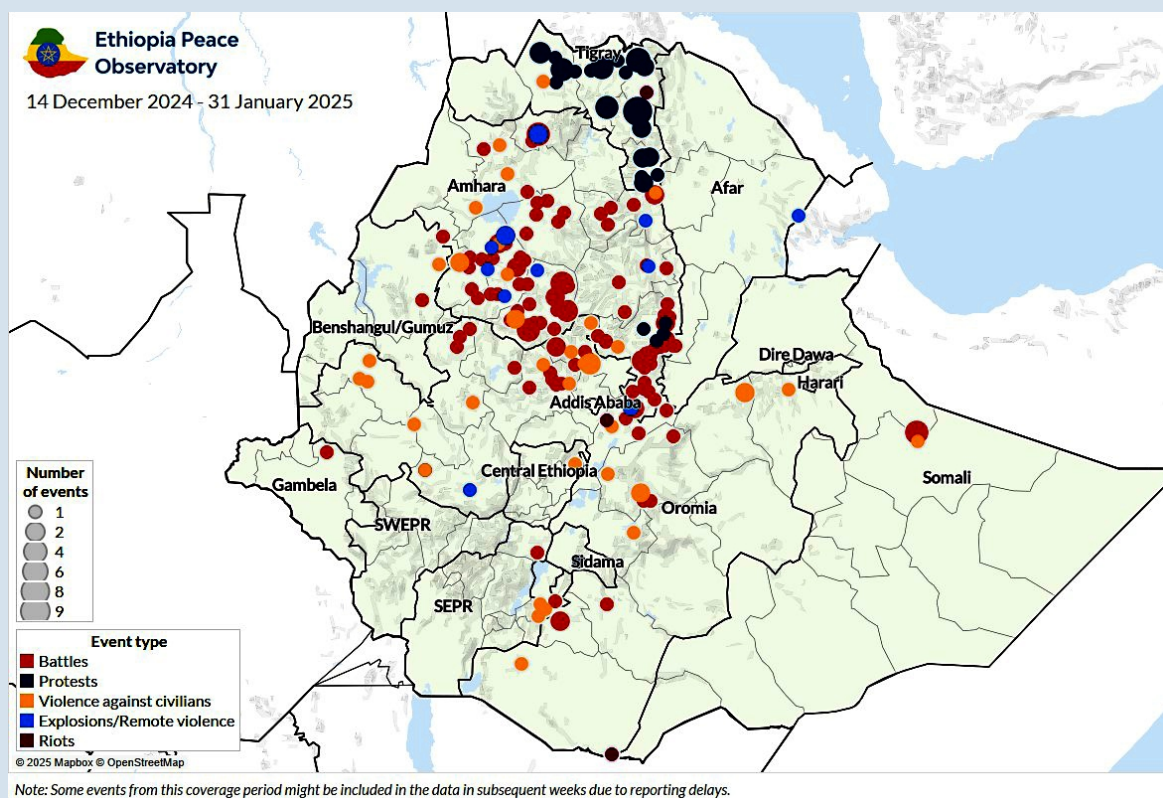 Ethiopia Peace
Observatory
14 December 2024 - 31 January 2025
Tigray
Afar
Amhara
Benshangul/Gumuz
Dire Dawa
Harari
Addis Ababa
Central Ethiopia
Somali
Gambela
Oromia
SWEPR
Sidama
SEPR
Number
of events
1
2
4
6
8
9
Event type
Battles
Protests
Violence against civilians
Explosions/Remote violence
Riots
© 2025 Mapbox © OpenStreetMap
Note: Some events from this coverage period might be included in the data in subsequent weeks due to reporting delays.